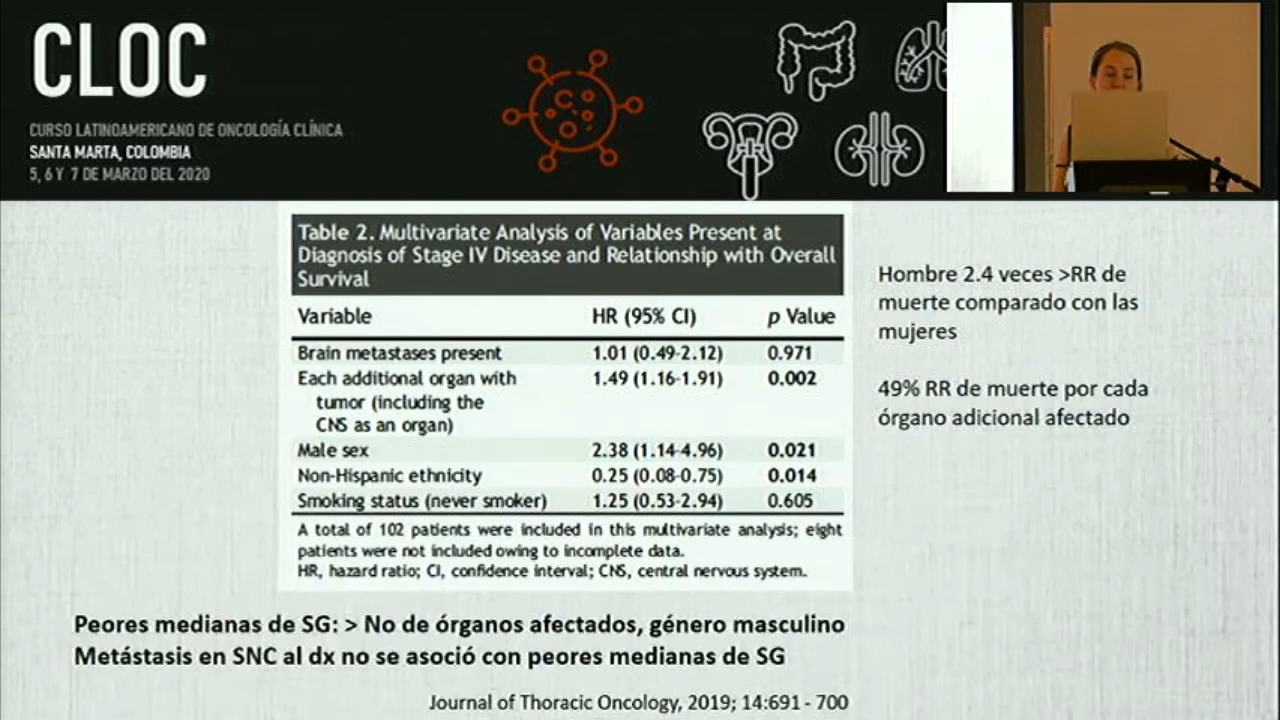 CLOC
CURSO LATINOAMERICANO DE ONCOLOGÍA CLÍNICA
SANTA MARTA, COLOMBIA
5, 6 Y 7 DE MARZO DEL 2020
Table 2. Multivariate Analysis of Variables Present at
Diagnosis of Stage IV Disease and Relationship with Overall
Survival
Variable HR (95% CI) p Value
Brain metastases present 1.01 (0.49-2.12) 0.971
Each additional organ with 1.49 (1.16-1.91) 0.002
tumor (including the
CNS as an organ)
Male sex 2.38 (1.14-4.96) 0.021
Non-Hispanic ethnicity 0.25 (0.08-0.75) 0.014
Smoking status (never smoker) 1.25 (0.53-2.94) 0.605
A total of 102 patients were included in this multivariate analysis; eight
patients were not included owing to incomplete data.
HR, hazard ratio; CI, confidence interval; CNS, central nervous system.
Hombre 2.4 veces >RR de
muerte comparado con las
mujeres
49% RR de muerte por cada
órgano adicional afectado
Peores medianas de SG: > No de órganos afectados, género masculino
Metástasis en SNC al dx no se asoció con peores medianas de SG
Journal of Thoracic Oncology, 2019; 14:691 - 700